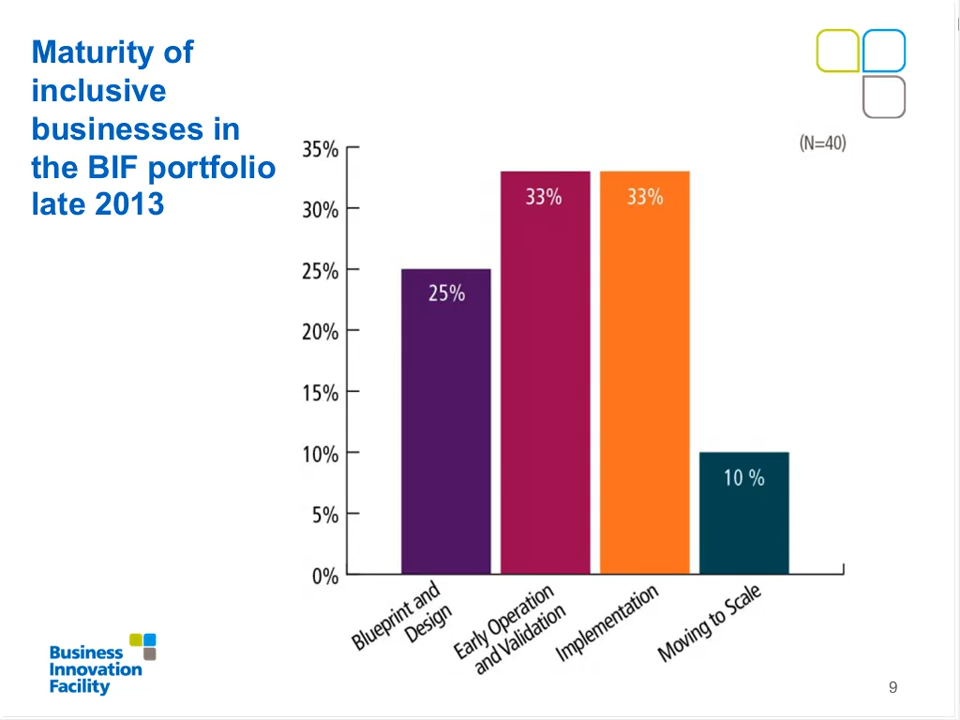 Maturity of
inclusive
businesses in
the BIF portfolio
late 2013
(N=40)
35%
30%
25%
20%
15%
10%
5%
0%
25%
33%
33%
10 %
Blueprint and
Design
Early Operation
and Validation
Implementation
Moving to Scale
Business
Innovation
Facility
9